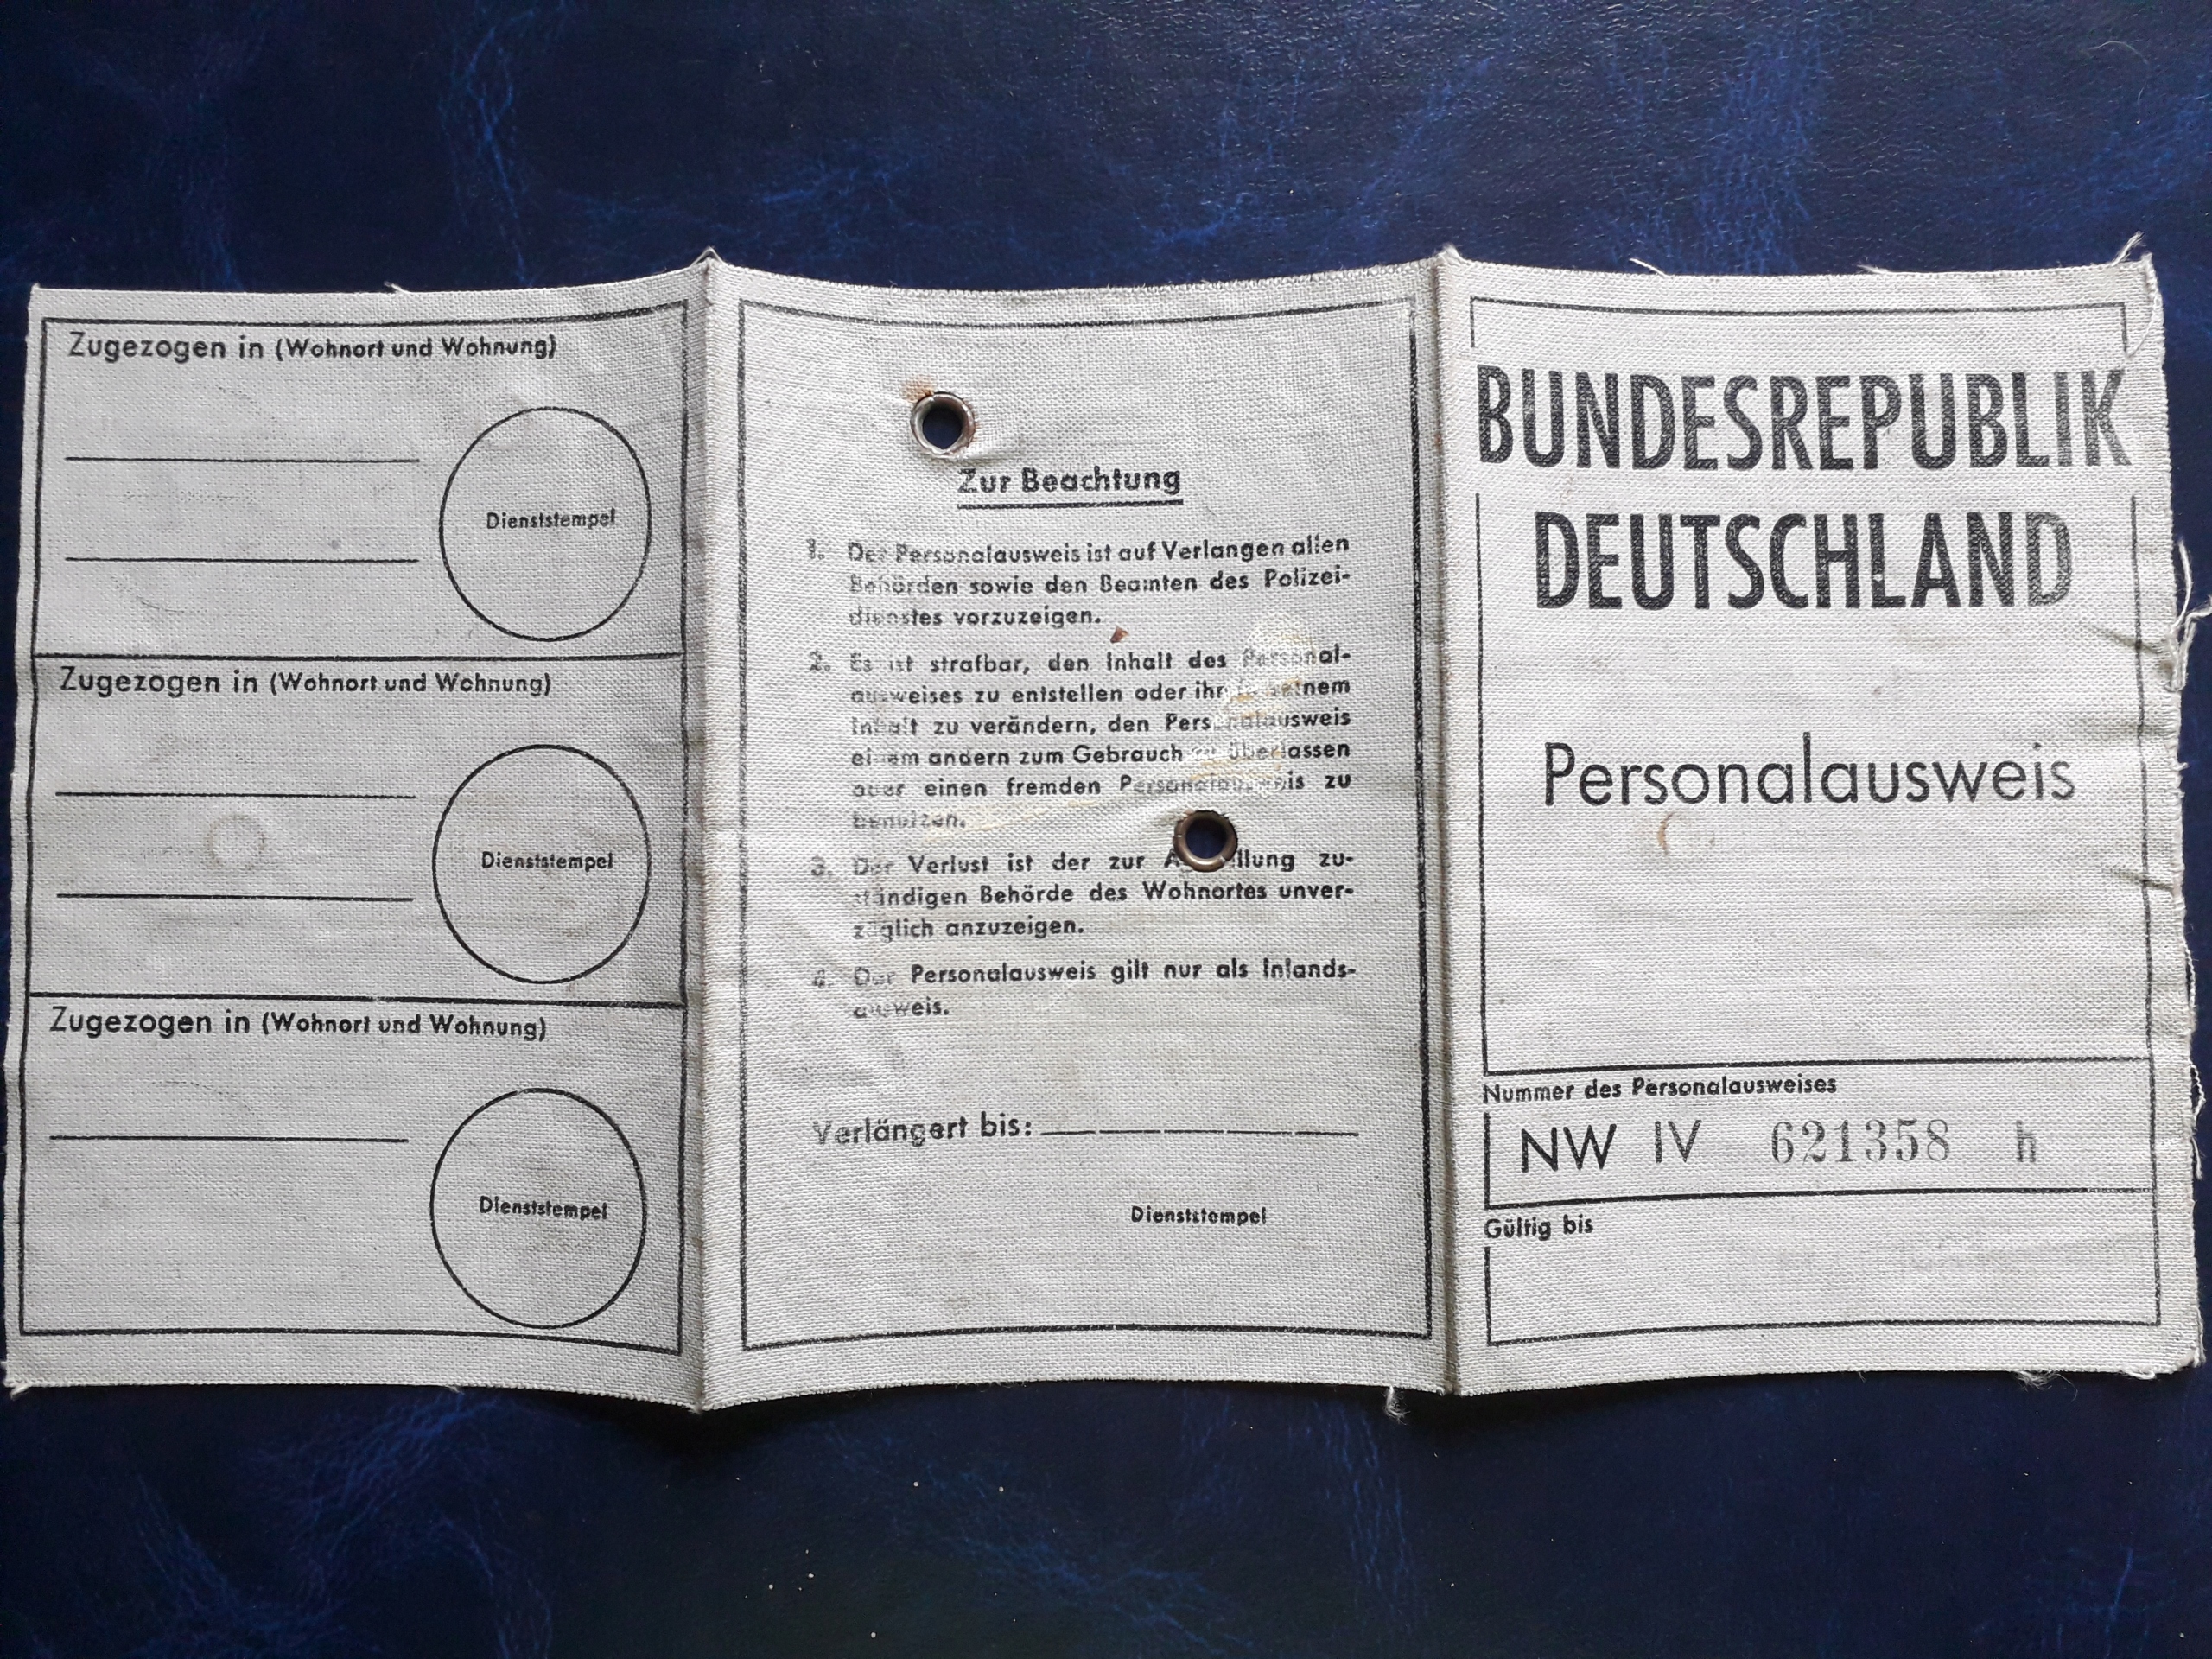 Zugezogen in (Wohnort und Wohnung)
Dienststempel
Zugezogen in (Wohnort und Wohnung)
Dienststempel
Zugezogen in (Wohnort und Wohnung)
Dienststempel
Zur Beachtung
1. Der Personalausweis ist auf Verlangen allen
Behörden sowie den Beamten des Polizei-
dienstes vorzuzeigen.
2. Es ist strafbar, den Inhalt des Personal-
ausweises zu entstellen oder ihn in seinem
Inhalt zu verändern, den Personalausweis
einem andern zum Gebrauch zu überlassen
oder einen fremden Personalausweis zu
benutzen.
3. Der Verlust ist der zur zu-
ständigen Behörde des Wohnortes unver-
züglich anzuzeigen.
4. Der Personalausweis gilt nur als Inlands-
ausweis.
Verlängert bis:
Dienststempel
BUNDESREPUBLIK
DEUTSCHLAND
Personalausweis
Nummer des Personalausweises
NW IV 621358 h
Gültig bis